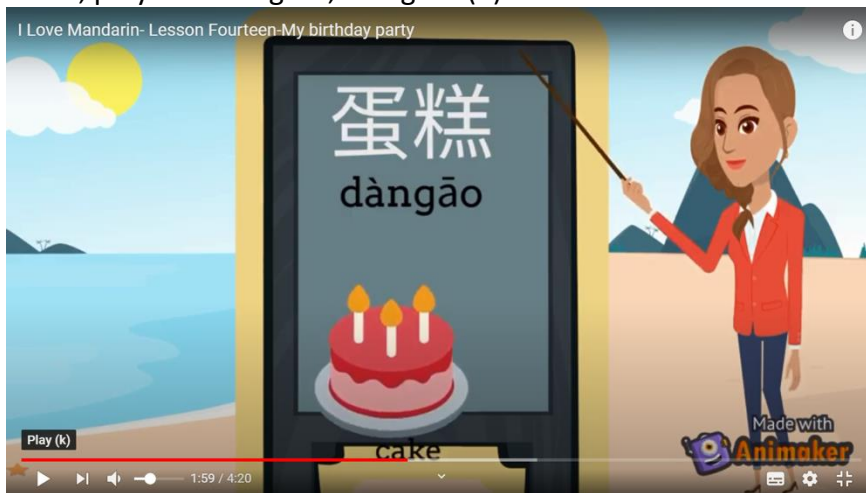 I Love Mandarin- Lesson Fourteen-My birthday party
蛋糕
dàngāo
cake
Made with
Animaker
Play (k)
1:59 / 4:20